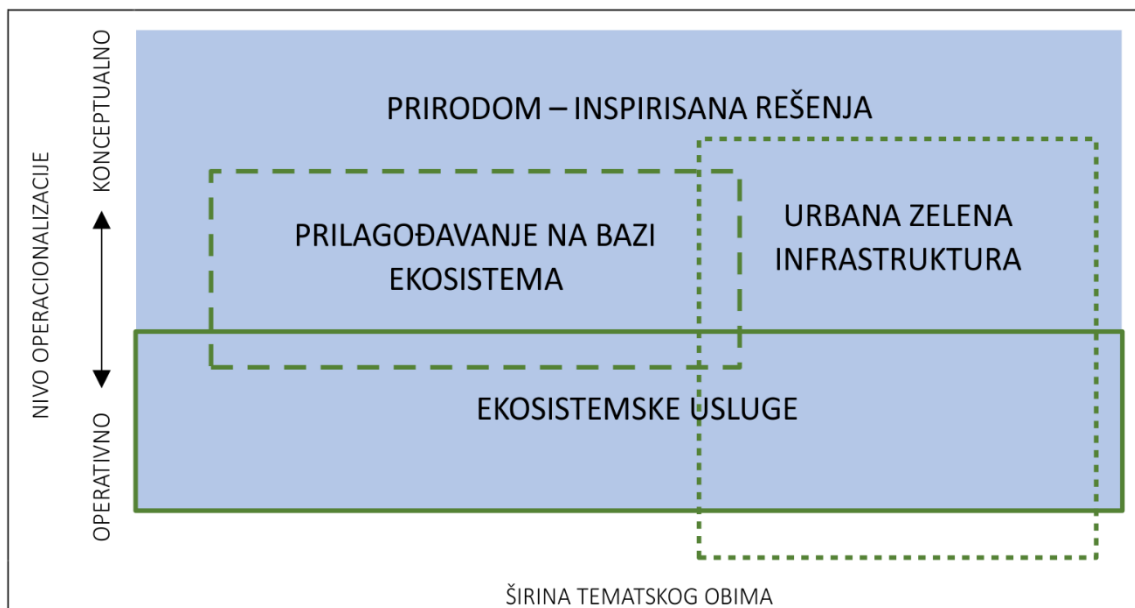 NIVO OPERACIONALIZACIJE
KONCEPTUALNO
OPERATIVNO
PRIRODOM – INSPIRISANA REŠENJA
PRILAGOĐAVANJE NA BAZI
EKOSISTEMA
URBANA ZELENA
INFRASTRUKTURA
EKOSISTEMSKE USLUGE
ŠIRINA TEMATSKOG OBIMA